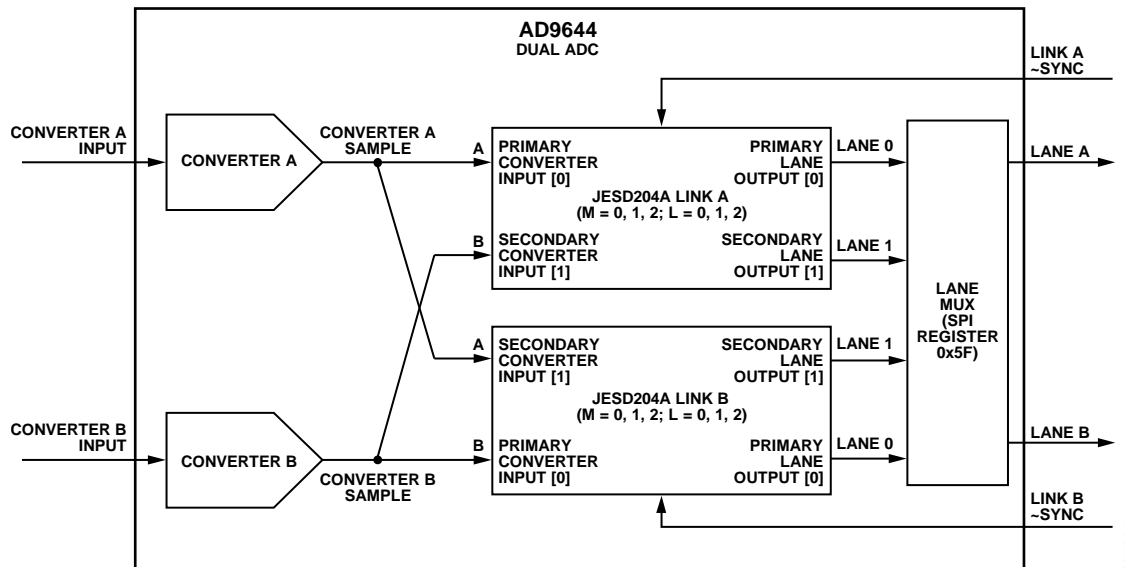 AD9644
DUAL ADC
LINK A
~SYNC
CONVERTER A
INPUT
CONVERTER A
CONVERTER A
SAMPLE
A
PRIMARY
CONVERTER
INPUT [0]
PRIMARY
LANE
OUTPUT [0]
LANE 0
LANE A
JESD204A LINK A
(M = 0, 1, 2; L = 0, 1, 2)
B
SECONDARY
CONVERTER
INPUT [1]
SECONDARY
LANE
OUTPUT [1]
LANE 1
LANE
MUX
(SPI
REGISTER
0x5F)
A
SECONDARY
CONVERTER
INPUT [1]
SECONDARY
LANE
OUTPUT [1]
LANE 1
JESD204A LINK B
(M = 0, 1, 2; L = 0, 1, 2)
CONVERTER B
INPUT
CONVERTER B
CONVERTER B
SAMPLE
B
PRIMARY
CONVERTER
INPUT [0]
PRIMARY
LANE
OUTPUT [0]
LANE 0
LANE B
LINK B
~SYNC